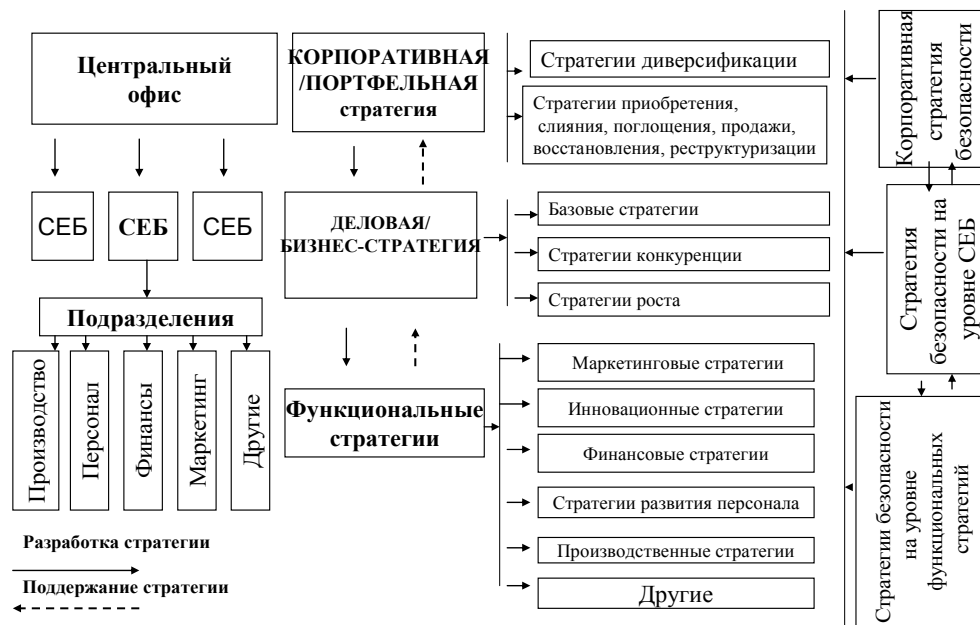 Центральный
офис
СЕБ
СЕБ
СЕБ
Подразделения
Производство
Персонал
Финансы
Маркетинг
Другие
Разработка стратегии
Поддержание стратегии
КОРПОРАТИВНАЯ
/ПОРТФЕЛЬНАЯ
стратегия
ДЕЛОВАЯ/
БИЗНЕС-СТРАТЕГИЯ
Функциональные
стратегии
Стратегии диверсификации
Стратегии приобретения,
слияния, поглощения, продажи,
восстановления, реструктуризации
Базовые стратегии
Стратегии конкуренции
Стратегии роста
Маркетинговые стратегии
Инновационные стратегии
Финансовые стратегии
Стратегии развития персонала
Производственные стратегии
Другие
Корпоративная
стратегия
безопасности
Стратегия
безопасности на
уровне СЕБ
Стратегии безопасности
на уровне
функциональных
стратегий